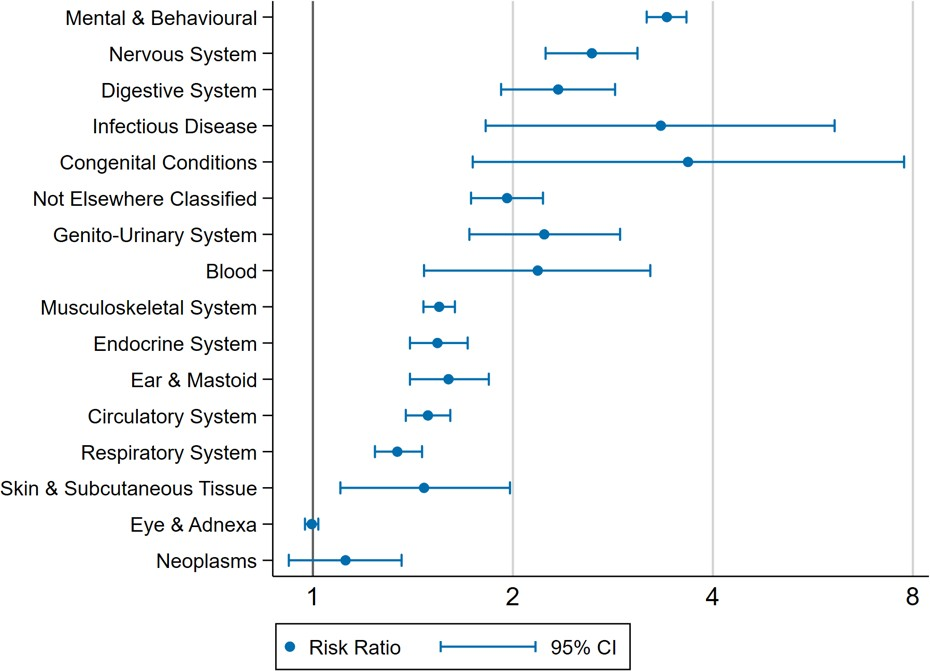 Mental & Behavioural
Nervous System
Digestive System
Infectious Disease
Congenital Conditions
Not Elsewhere Classified
Genito-Urinary System
Blood
Musculoskeletal System
Endocrine System
Ear & Mastoid
Circulatory System
Respiratory System
Skin & Subcutaneous Tissue
Eye & Adnexa
Neoplasms
1 2 4 8
Risk Ratio 95% CI